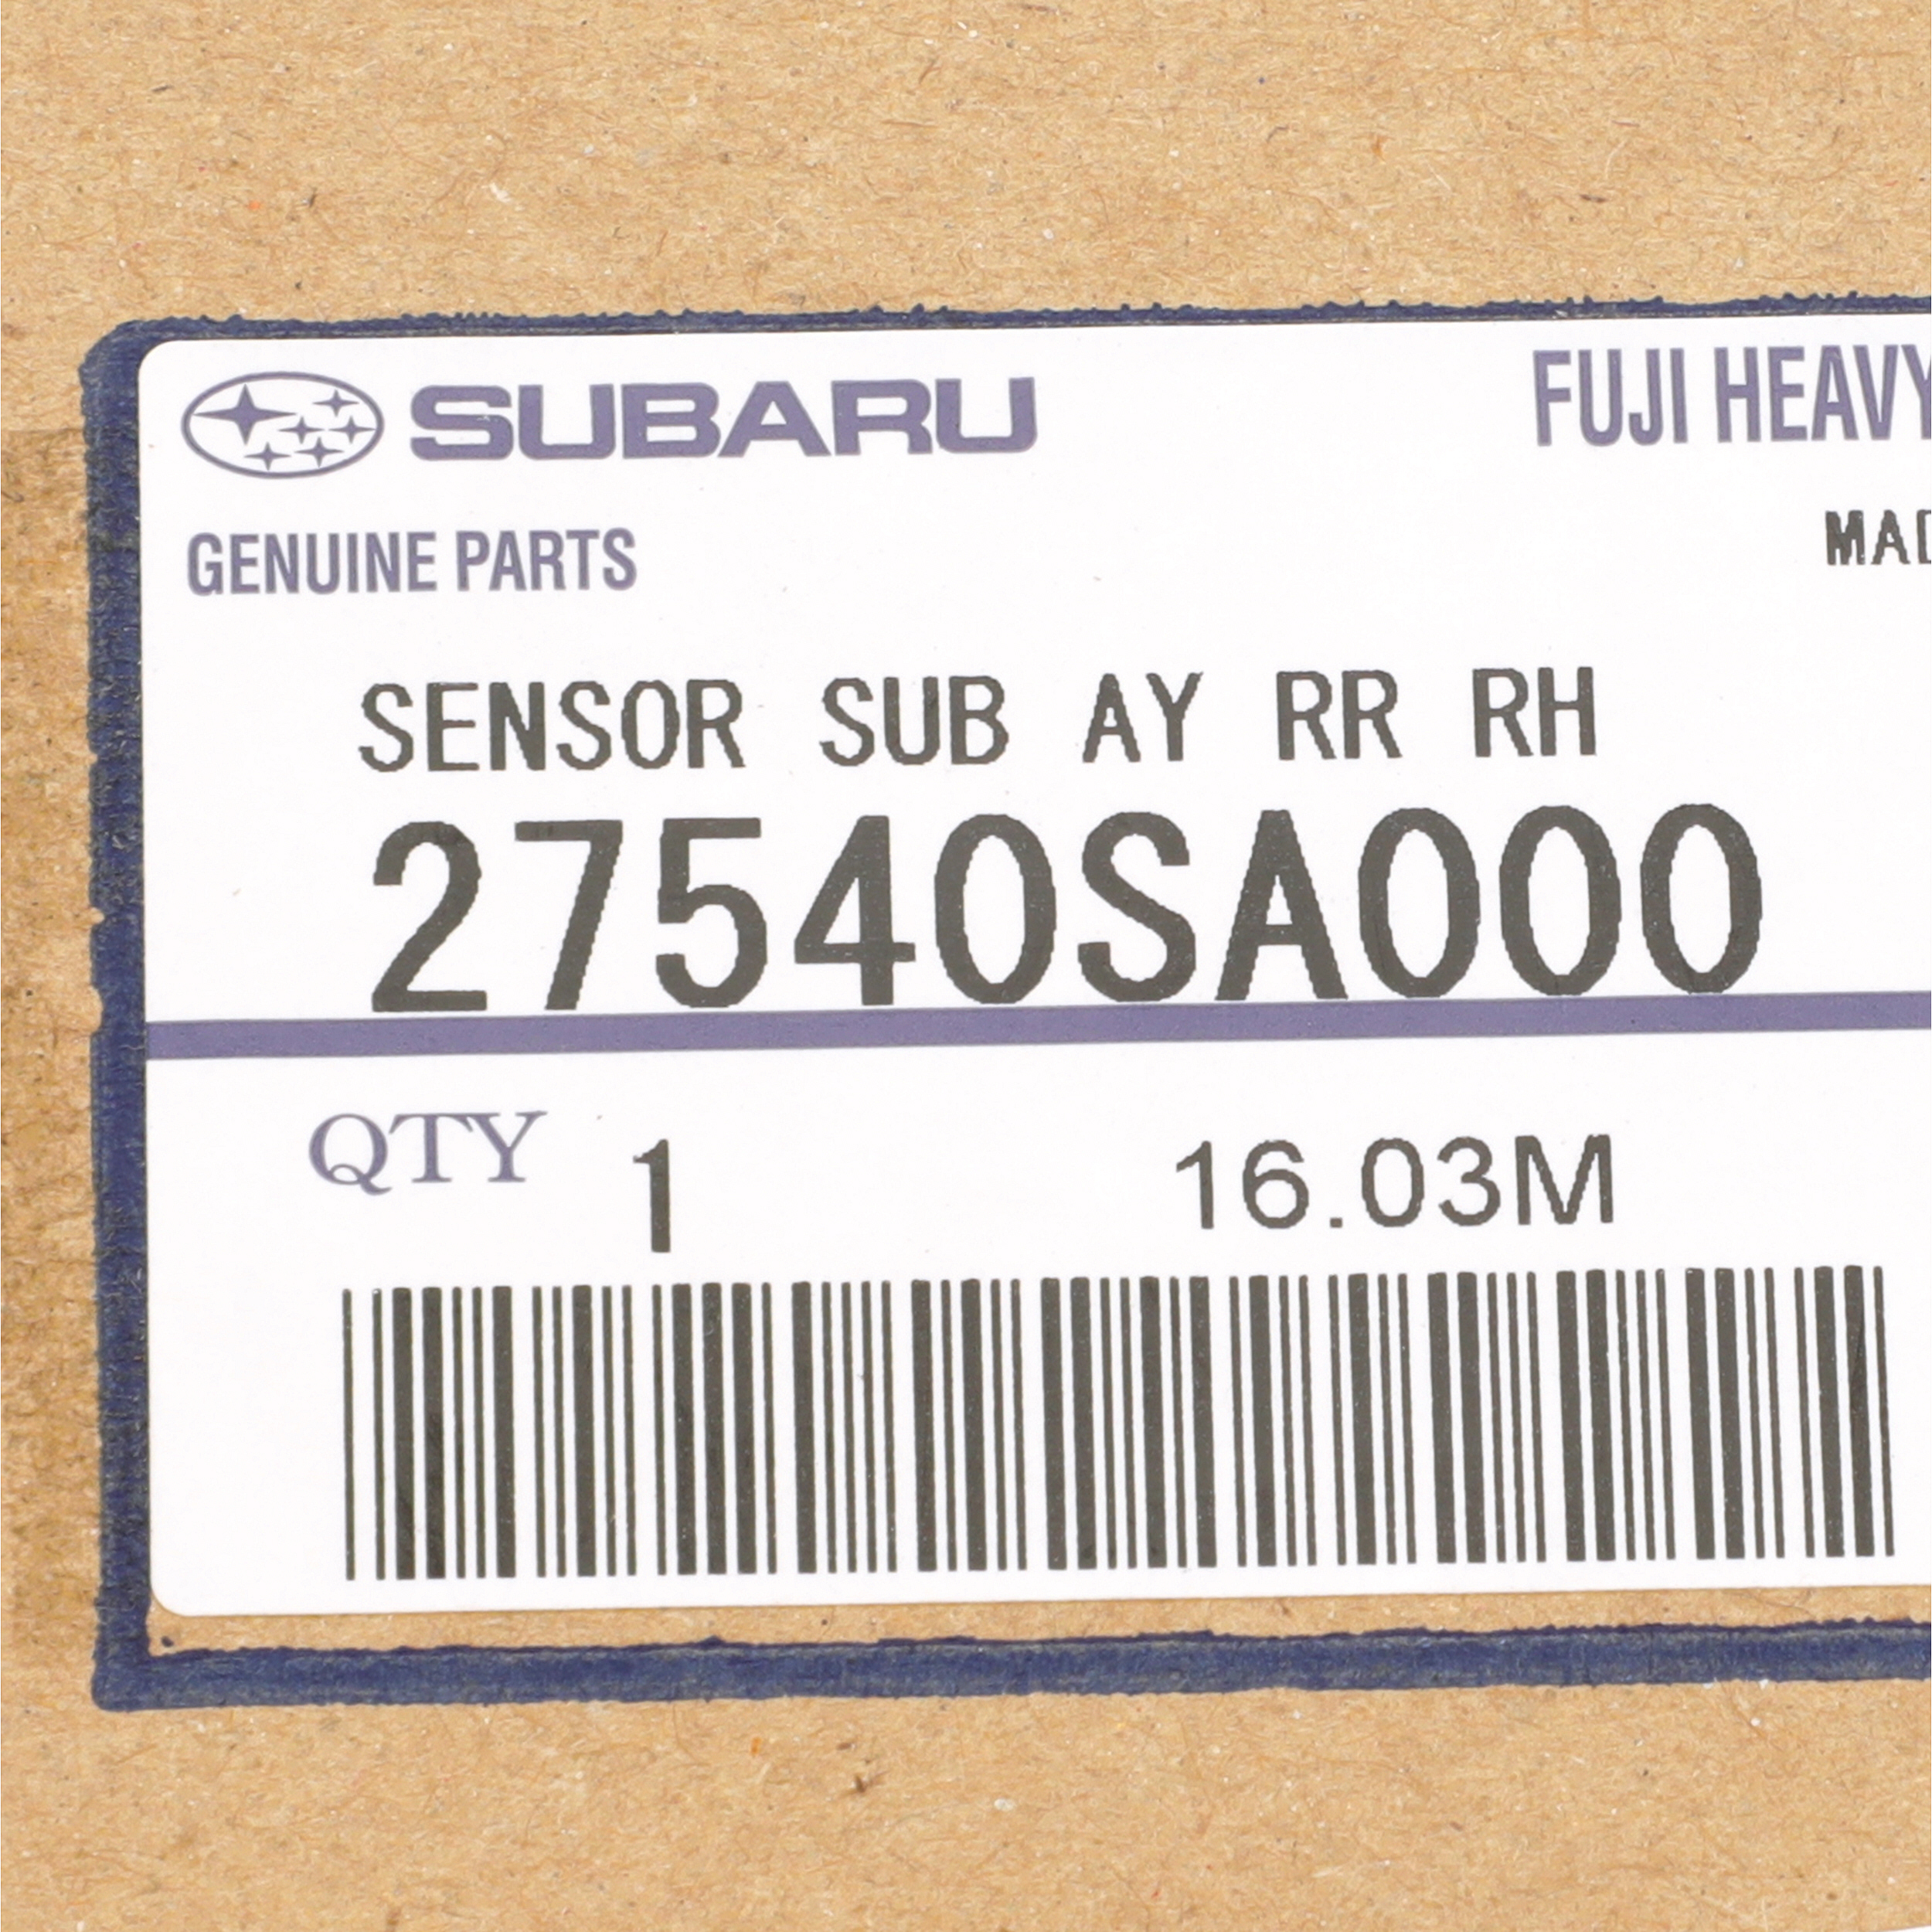 SUBARU
FUJI HEAVY
GENUINE PARTS
SENSOR SUB AY RR RH
27540SA000
QTY 1 16.03M